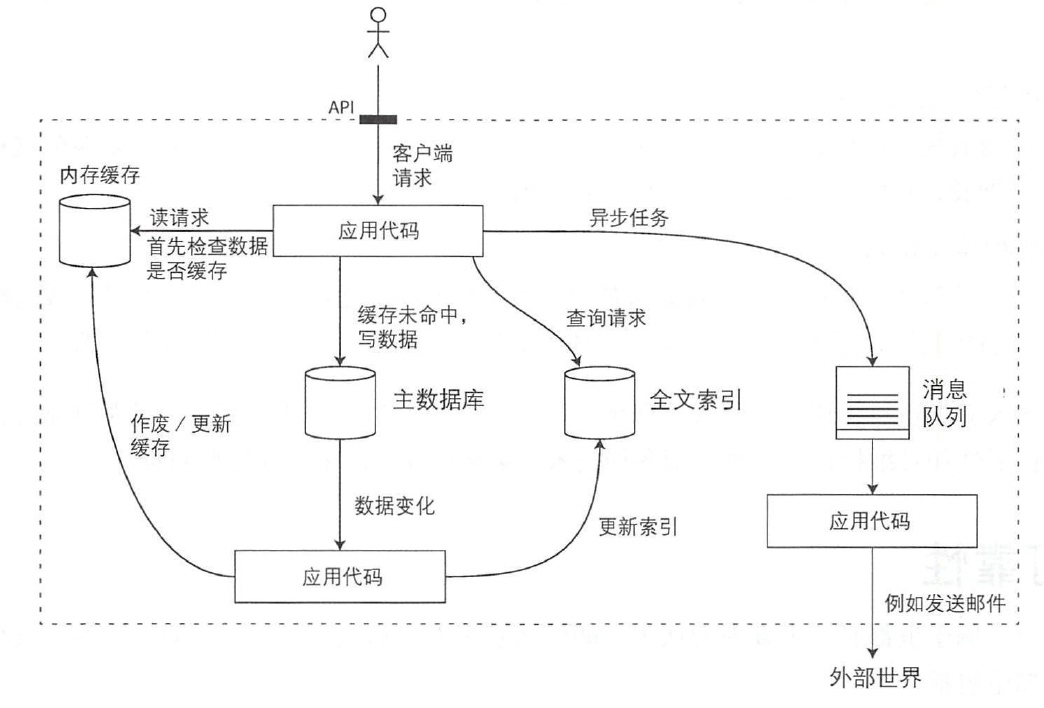 API
客户端
请求
内存缓存
读请求
首先检查数据
是否缓存
应用代码
异步任务
缓存未命中，
写数据
查询请求
主数据库
全文索引
消息
队列
作废 / 更新
缓存
数据变化
更新索引
应用代码
应用代码
例如发送邮件
外部世界